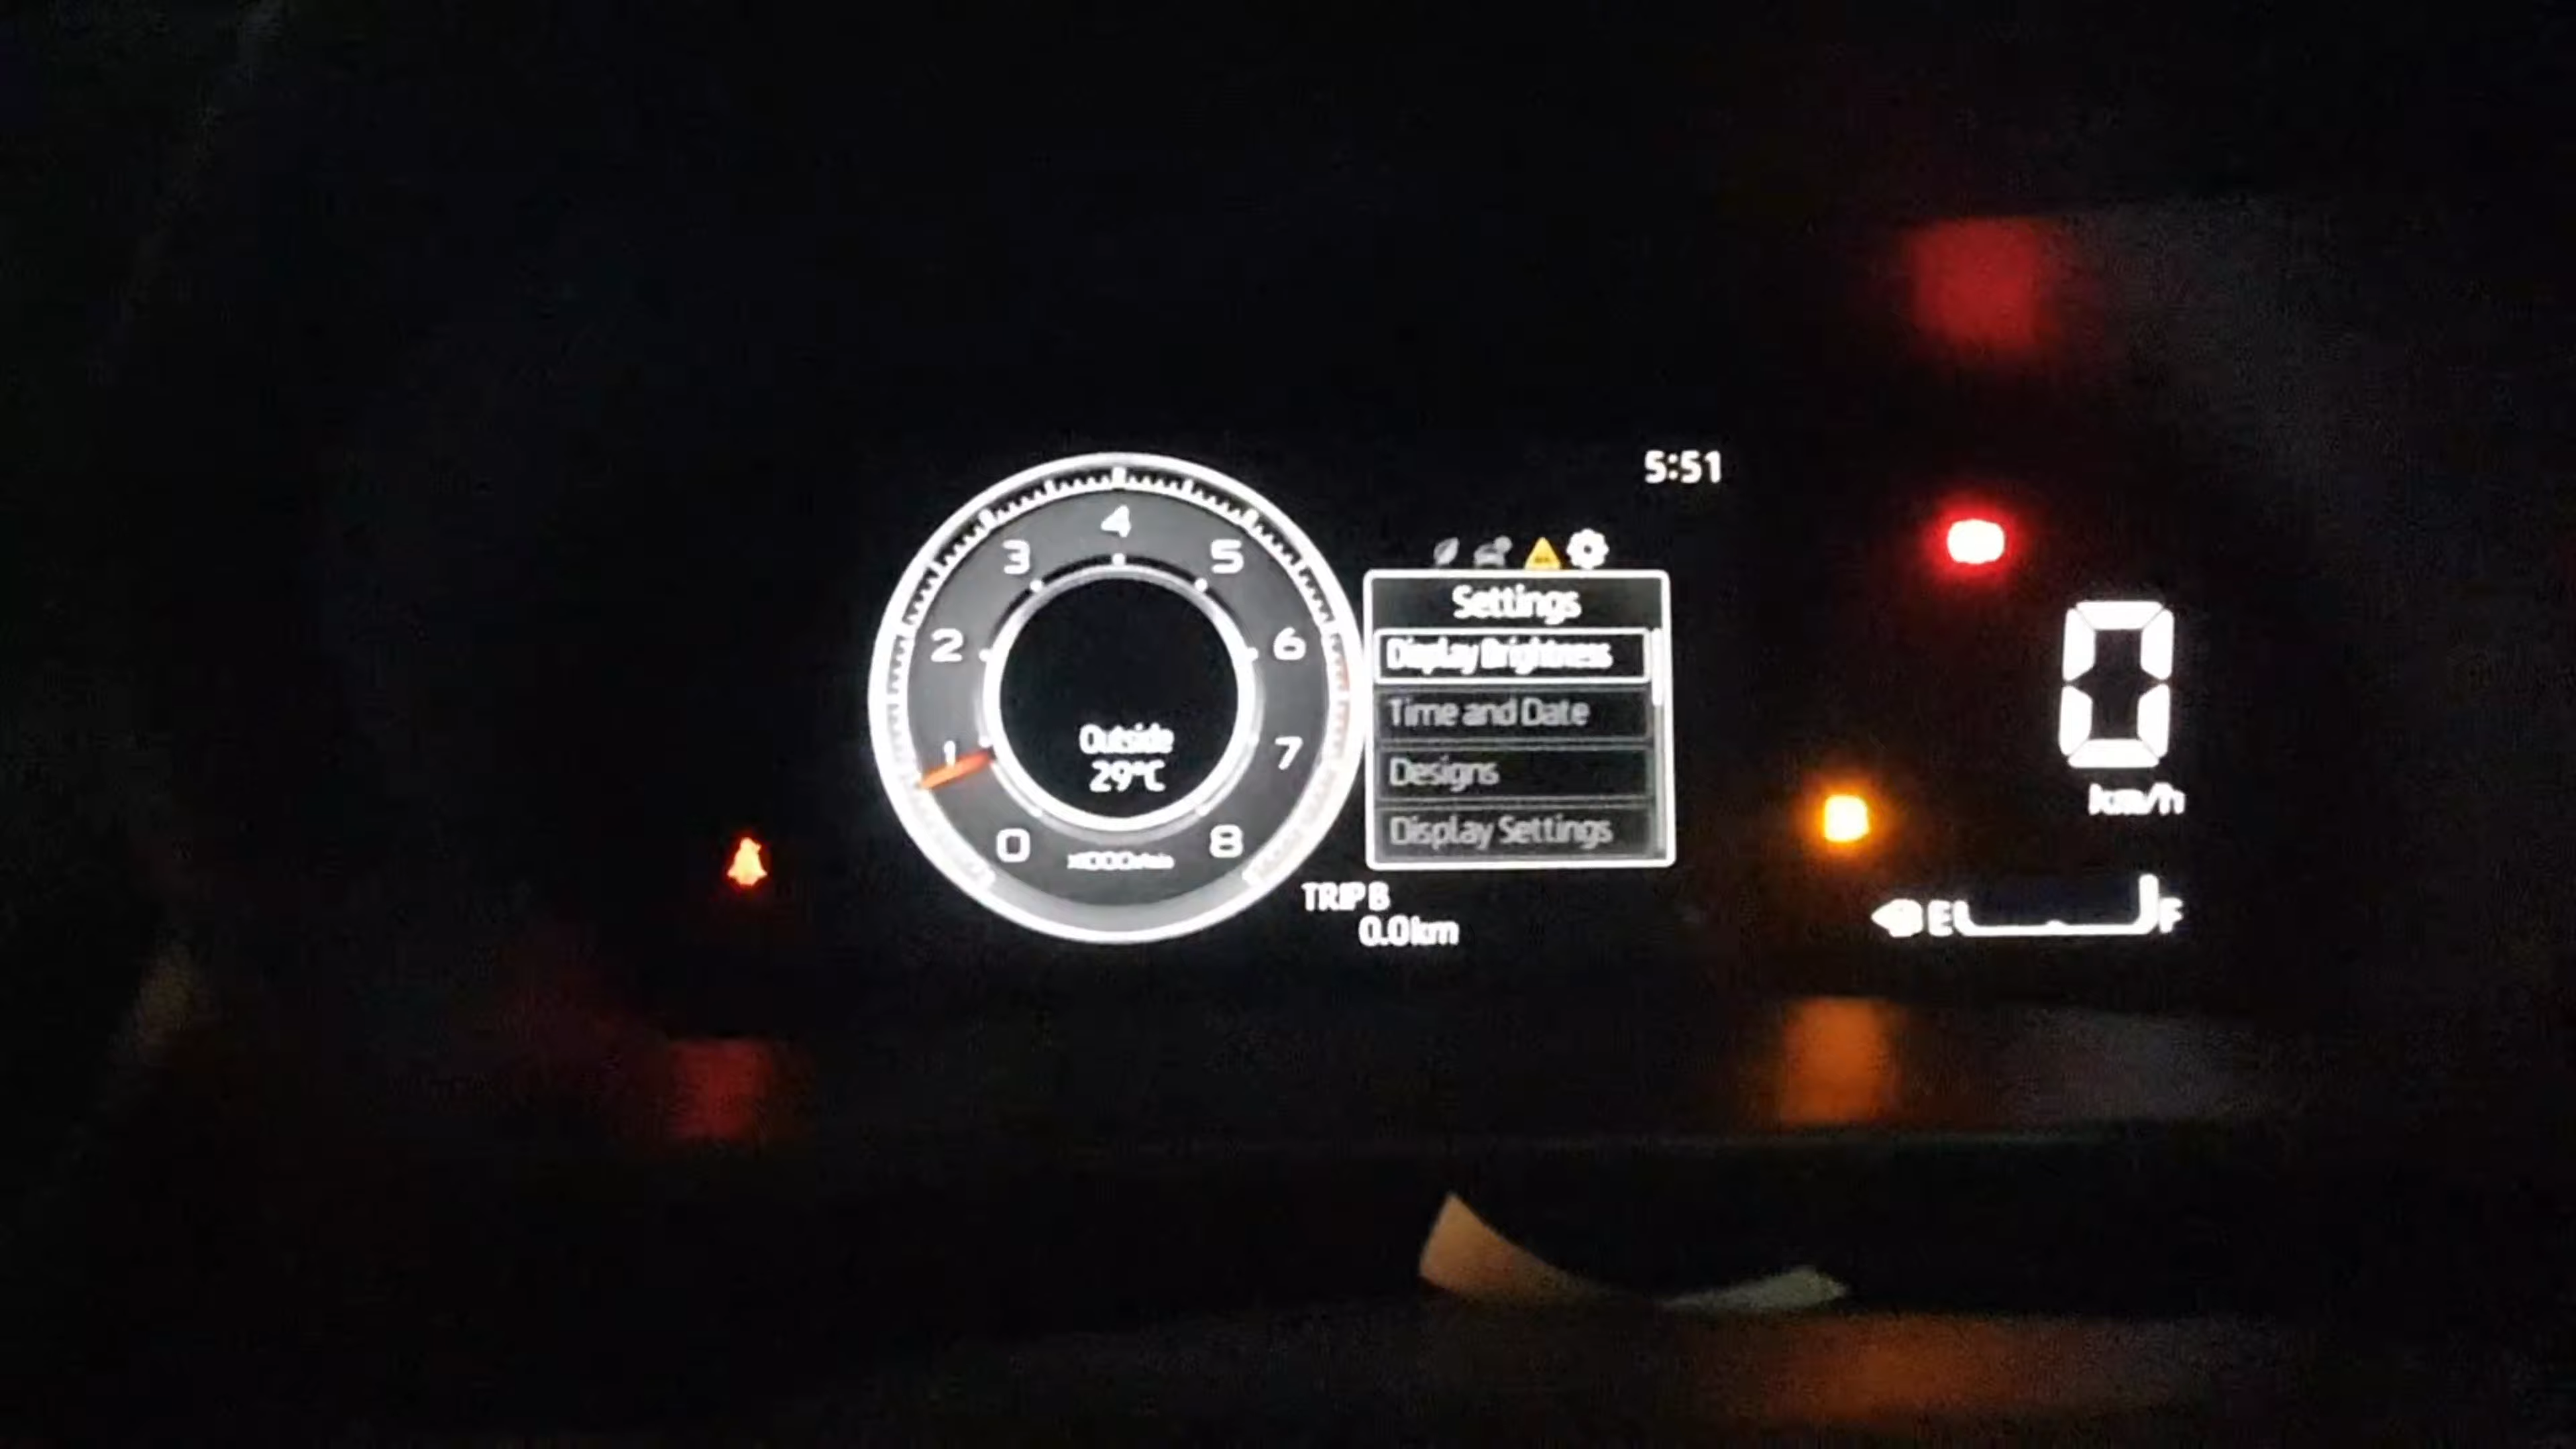 5:51
4
3
5
2
6
1
7
0
8
Outside
29°C
Settings
Display Brightness
Time and Date
Designs
Display Settings
TRIP B
0.0km
0
km/h
E
F